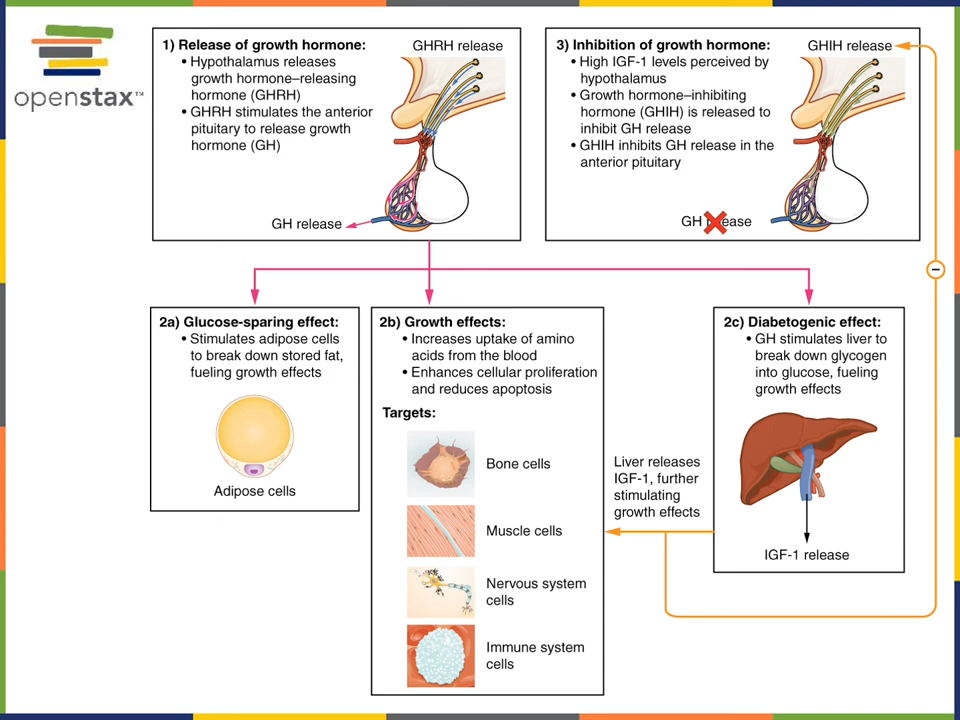 openstax™
1) Release of growth hormone:
• Hypothalamus releases
growth hormone–releasing
hormone (GHRH)
• GHRH stimulates the anterior
pituitary to release growth
hormone (GH)
GHRH release
GH release
3) Inhibition of growth hormone:
• High IGF-1 levels perceived by
hypothalamus
• Growth hormone–inhibiting
hormone (GHIH) is released to
inhibit GH release
• GHIH inhibits GH release in the
anterior pituitary
GHIH release
GH release
–
2a) Glucose-sparing effect:
• Stimulates adipose cells
to break down stored fat,
fueling growth effects
Adipose cells
2b) Growth effects:
• Increases uptake of amino
acids from the blood
• Enhances cellular proliferation
and reduces apoptosis
Targets:
Bone cells
Muscle cells
Nervous system
cells
Immune system
cells
Liver releases
IGF-1, further
stimulating
growth effects
2c) Diabetogenic effect:
• GH stimulates liver to
break down glycogen
into glucose, fueling
growth effects
IGF-1 release